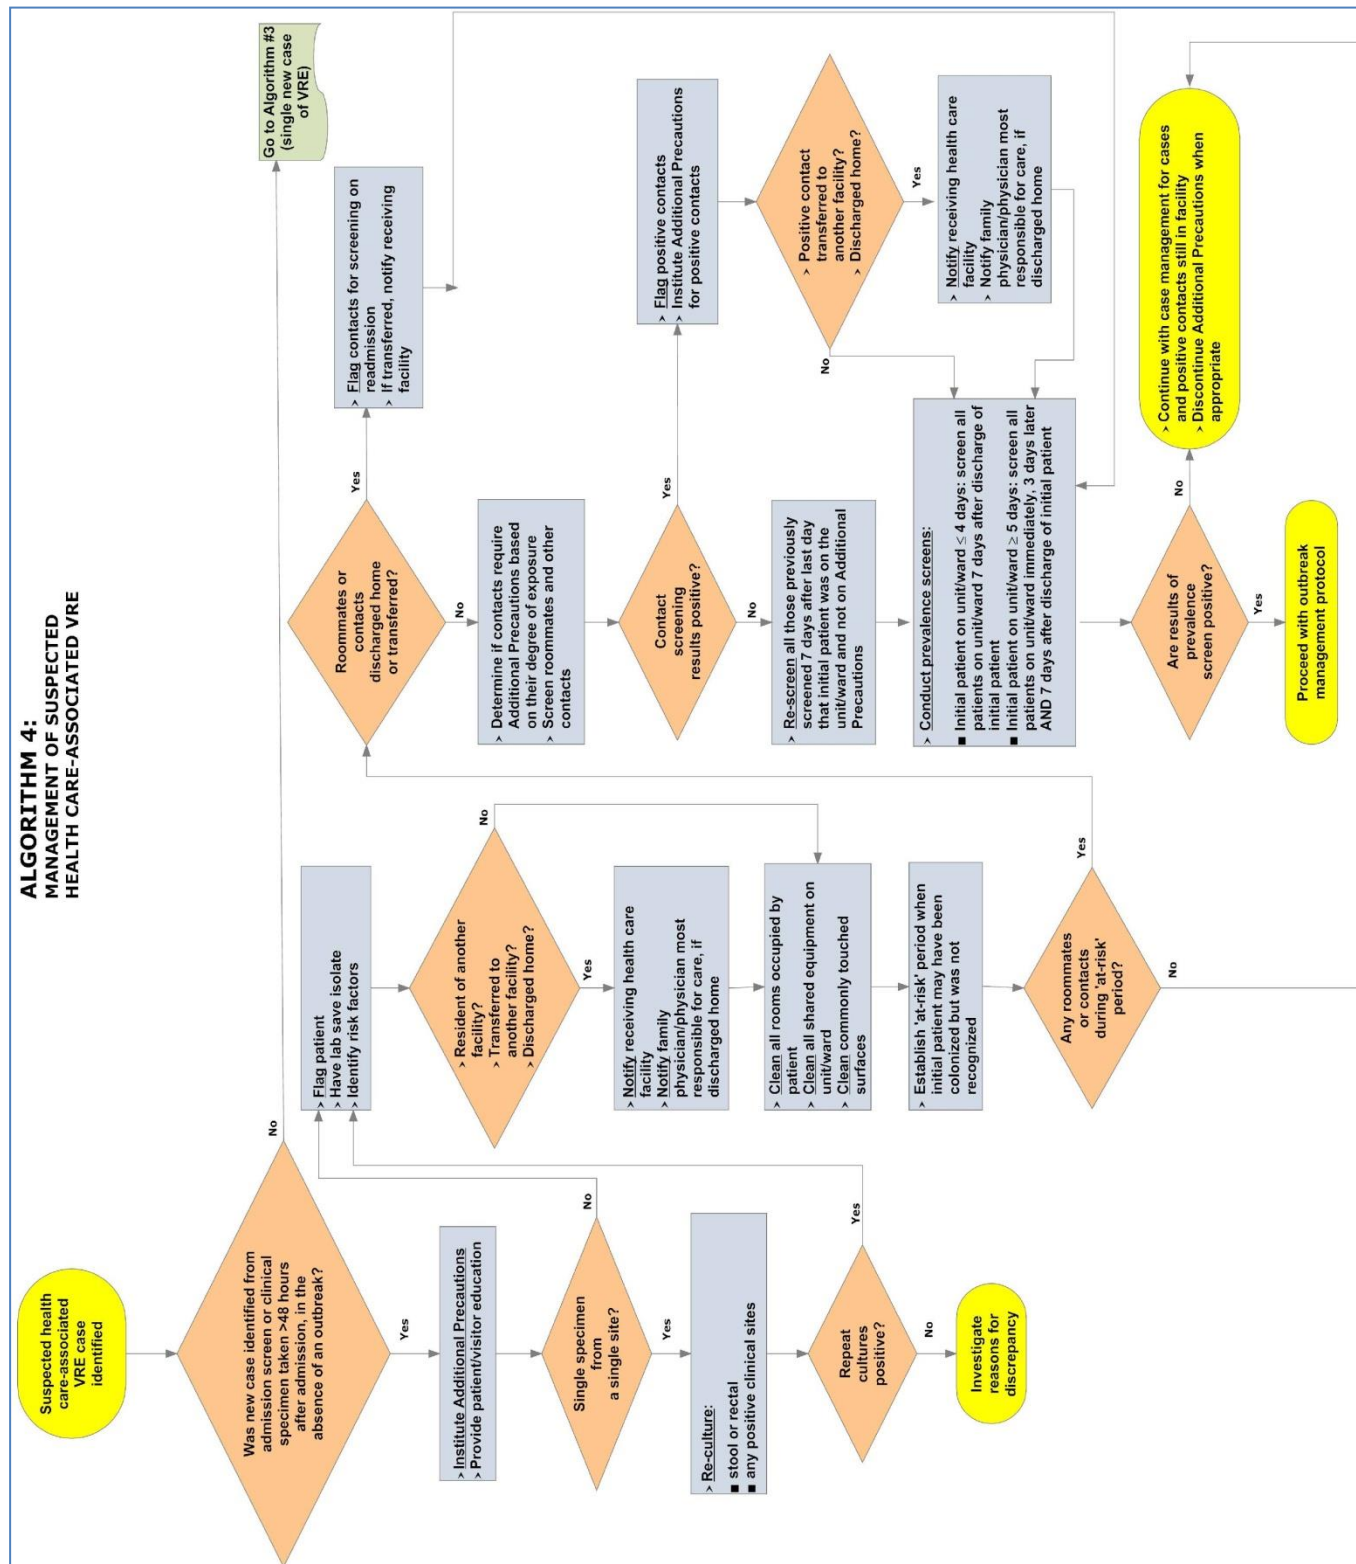 ALGORITHM 4:
MANAGEMENT OF SUSPECTED
HEALTH CARE-ASSOCIATED VRE
Suspected health
care-associated
VRE case
identified
Was new case identified from
admission screen or clinical
specimen taken >48 hours
after admission, in the
absence of an outbreak?
No
Go to Algorithm #3
(single new case
of VRE)
Yes
> Institute Additional Precautions
> Provide patient/visitor education
Single specimen
from
a single site?
No
Yes
> Re-culture:
■ stool or rectal
■ any positive clinical sites
Repeat
cultures
positive?
Yes
No
Investigate
reasons for
discrepancy
> Flag patient
> Have lab save isolate
> Identify risk factors
> Resident of another
facility?
> Transferred to
another facility?
> Discharged home?
No
Yes
> Notify receiving health care
facility
> Notify family
physician/physician most
responsible for care, if
discharged home
> Clean all rooms occupied by
patient
> Clean all shared equipment on
unit/ward
> Clean commonly touched
surfaces
> Establish 'at-risk' period when
initial patient may have been
colonized but was not
recognized
Any roommates
or contacts
during 'at-risk'
period?
Yes
No
Roommates or
contacts
discharged home
or transferred?
Yes
> Flag contacts for screening on
readmission
> If transferred, notify receiving
facility
No
> Determine if contacts require
Additional Precautions based
on their degree of exposure
> Screen roommates and other
contacts
Contact
screening
results positive?
Yes
> Flag positive contacts
> Institute Additional Precautions
for positive contacts
> Positive contact
transferred to
another facility?
> Discharged home?
Yes
> Notify receiving health care
facility
> Notify family
physician/physician most
responsible for care, if
discharged home
No
No
> Re-screen all those previously
screened 7 days after last day
that initial patient was on the
unit/ward and not on Additional
Precautions
> Conduct prevalence screens:
■ Initial patient on unit/ward ≤ 4 days: screen all
patients on unit/ward 7 days after discharge of
initial patient
■ Initial patient on unit/ward ≥ 5 days: screen all
patients on unit/ward immediately, 3 days later
AND 7 days after discharge of initial patient
Are results of
prevalence
screen positive?
No
> Continue with case management for cases
and positive contacts still in facility
> Discontinue Additional Precautions when
appropriate
Yes
Proceed with outbreak
management protocol